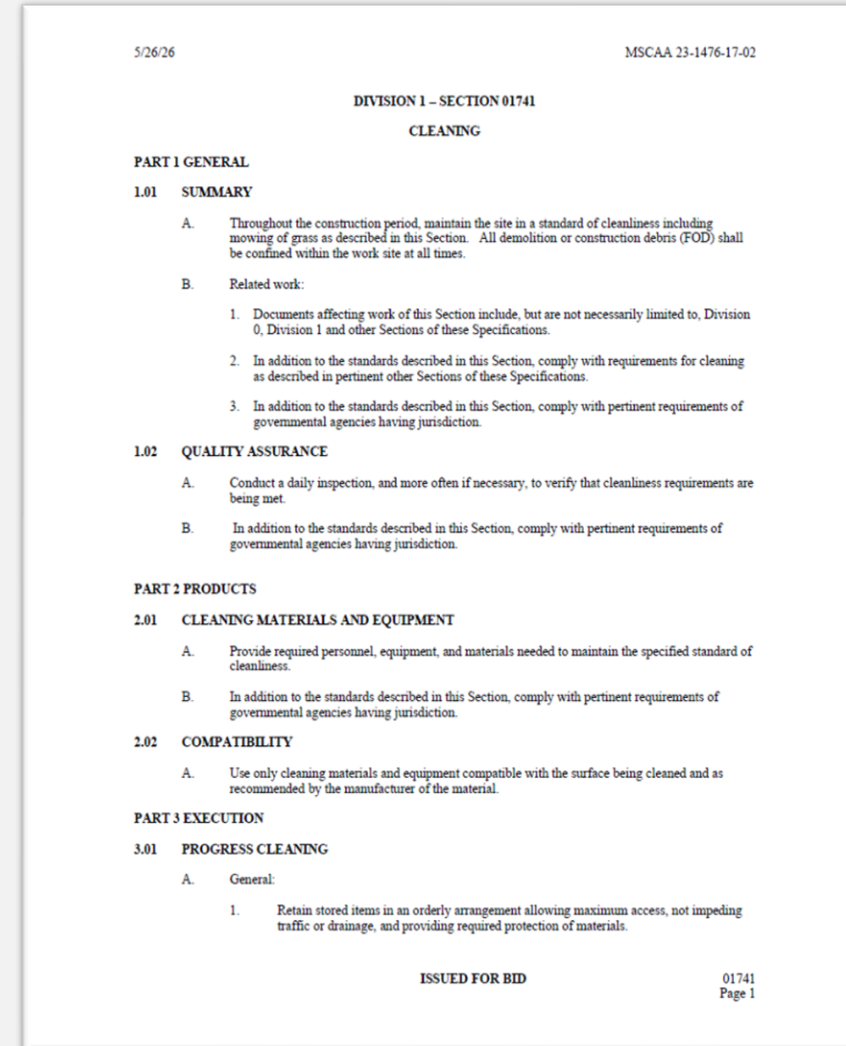 5/26/26 MSCAA 23-1476-17-02
DIVISION 1 – SECTION 01741
CLEANING
PART 1 GENERAL
1.01 SUMMARY
A. Throughout the construction period, maintain the site in a standard of cleanliness including
mowing of grass as described in this Section. All demolition or construction debris (FOD) shall
be confined within the work site at all times.
B. Related work:
1. Documents affecting work of this Section include, but are not necessarily limited to, Division
0, Division 1 and other Sections of these Specifications.
2. In addition to the standards described in this Section, comply with requirements for cleaning
as described in pertinent other Sections of these Specifications.
3. In addition to the standards described in this Section, comply with pertinent requirements of
governmental agencies having jurisdiction.
1.02 QUALITY ASSURANCE
A. Conduct a daily inspection, and more often if necessary, to verify that cleanliness requirements are
being met.
B. In addition to the standards described in this Section, comply with pertinent requirements of
governmental agencies having jurisdiction.
PART 2 PRODUCTS
2.01 CLEANING MATERIALS AND EQUIPMENT
A. Provide required personnel, equipment, and materials needed to maintain the specified standard of
cleanliness.
B. In addition to the standards described in this Section, comply with pertinent requirements of
governmental agencies having jurisdiction.
2.02 COMPATIBILITY
A. Use only cleaning materials and equipment compatible with the surface being cleaned and as
recommended by the manufacturer of the material.
PART 3 EXECUTION
3.01 PROGRESS CLEANING
A. General:
1. Retain stored items in an orderly arrangement allowing maximum access, not impeding
traffic or drainage, and providing required protection of materials.
ISSUED FOR BID 01741
Page 1